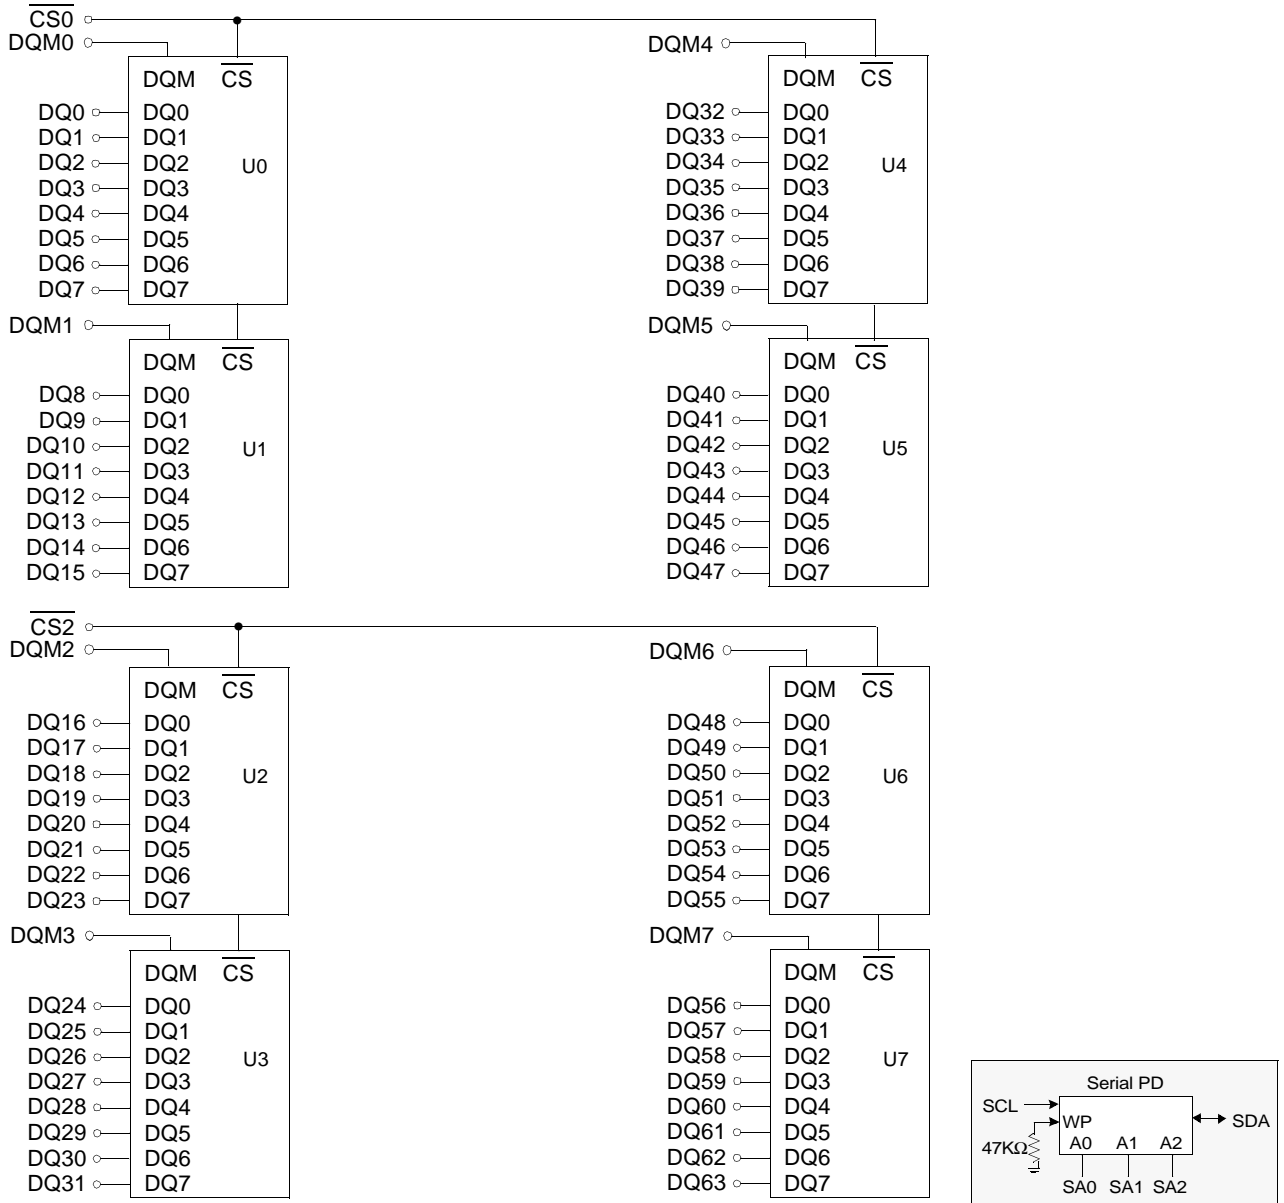 CS0
DQM0
DQM CS
DQ0 DQ0
DQ1 DQ1
DQ2 DQ2
U0
DQ3 DQ3
DQ4 DQ4
DQ5 DQ5
DQ6 DQ6
DQ7 DQ7
DQM1
DQM CS
DQ8 DQ0
DQ9 DQ1
DQ10 DQ2
U1
DQ11 DQ3
DQ12 DQ4
DQ13 DQ5
DQ14 DQ6
DQ15 DQ7
DQM4
DQM CS
DQ32 DQ0
DQ33 DQ1
DQ34 DQ2
U4
DQ35 DQ3
DQ36 DQ4
DQ37 DQ5
DQ38 DQ6
DQ39 DQ7
DQM5
DQM CS
DQ40 DQ0
DQ41 DQ1
DQ42 DQ2
U5
DQ43 DQ3
DQ44 DQ4
DQ45 DQ5
DQ46 DQ6
DQ47 DQ7
CS2
DQM2
DQM CS
DQ16 DQ0
DQ17 DQ1
DQ18 DQ2
U2
DQ19 DQ3
DQ20 DQ4
DQ21 DQ5
DQ22 DQ6
DQ23 DQ7
DQM3
DQM CS
DQ24 DQ0
DQ25 DQ1
DQ26 DQ2
U3
DQ27 DQ3
DQ28 DQ4
DQ29 DQ5
DQ30 DQ6
DQ31 DQ7
DQM6
DQM CS
DQ48 DQ0
DQ49 DQ1
DQ50 DQ2
U6
DQ51 DQ3
DQ52 DQ4
DQ53 DQ5
DQ54 DQ6
DQ55 DQ7
DQM7
DQM CS
DQ56 DQ0
DQ57 DQ1
DQ58 DQ2
U7
DQ59 DQ3
DQ60 DQ4
DQ61 DQ5
DQ62 DQ6
DQ63 DQ7
Serial PD
SCL
WP
SDA
47KΩ
A0 A1 A2
SA0 SA1 SA2